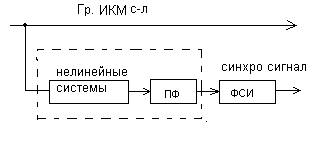 Гр. ИКМ с-л
синхро сигнал
нелинейные
системы
ПФ
ФСИ